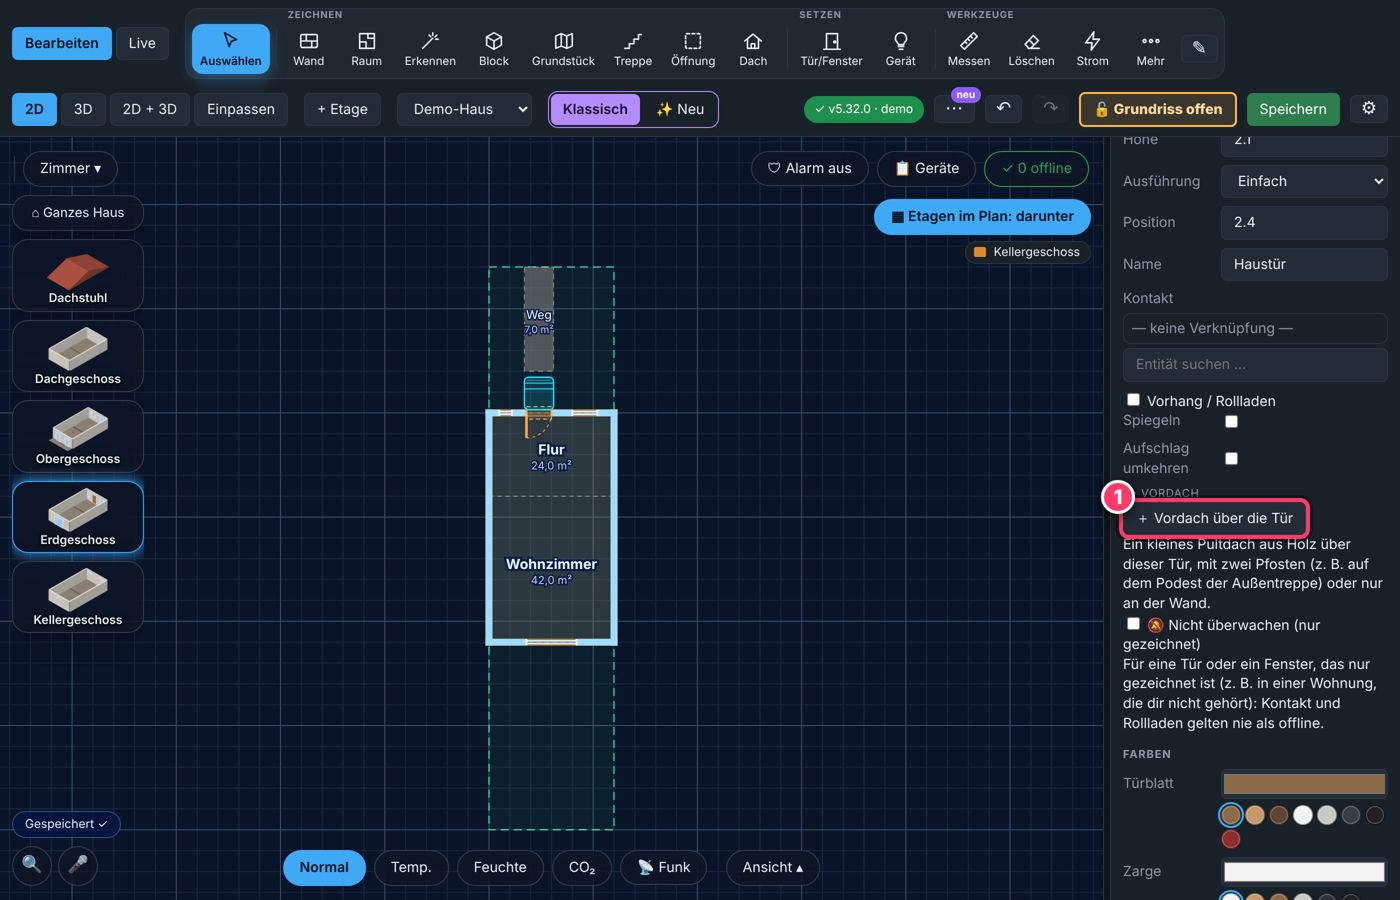 ZEICHNEN
SETZEN
WERKZEUGE
Bearbeiten
Live
Auswählen
Wand
Raum
Erkennen
Block
Grundstück
Treppe
Öffnung
Dach
Tür/Fenster
Gerät
Messen
Löschen
Strom
Mehr
2D
3D
2D + 3D
Einpassen
+ Etage
Demo-Haus
Klassisch
✨ Neu
✓ v5.32.0 · demo
neu
🔓 Grundriss offen
Speichern
Zimmer ▾
🛡 Alarm aus
📋 Geräte
✓ 0 offline
⌂ Ganzes Haus
▦ Etagen im Plan: darunter
Kellergeschoss
Dachstuhl
Dachgeschoss
Obergeschoss
Erdgeschoss
Kellergeschoss
Weg
7,0 m²
Flur
24,0 m²
Wohnzimmer
42,0 m²
Höhe
2.1
Ausführung
Einfach
Position
2.4
Name
Haustür
Kontakt
— keine Verknüpfung —
Entität suchen ...
Vorhang / Rollladen
Spiegeln
Aufschlag
umkehren
1
VORDACH
+ Vordach über die Tür
Ein kleines Pultdach aus Holz über
dieser Tür, mit zwei Pfosten (z. B. auf
dem Podest der Außentreppe) oder nur
an der Wand.
🔕 Nicht überwachen (nur
gezeichnet)
Für eine Tür oder ein Fenster, das nur
gezeichnet ist (z. B. in einer Wohnung,
die dir nicht gehört): Kontakt und
Rollladen gelten nie als offline.
FARBEN
Türblatt
Zarge
Gespeichert ✓
Normal
Temp.
Feuchte
CO₂
📡 Funk
Ansicht ▴